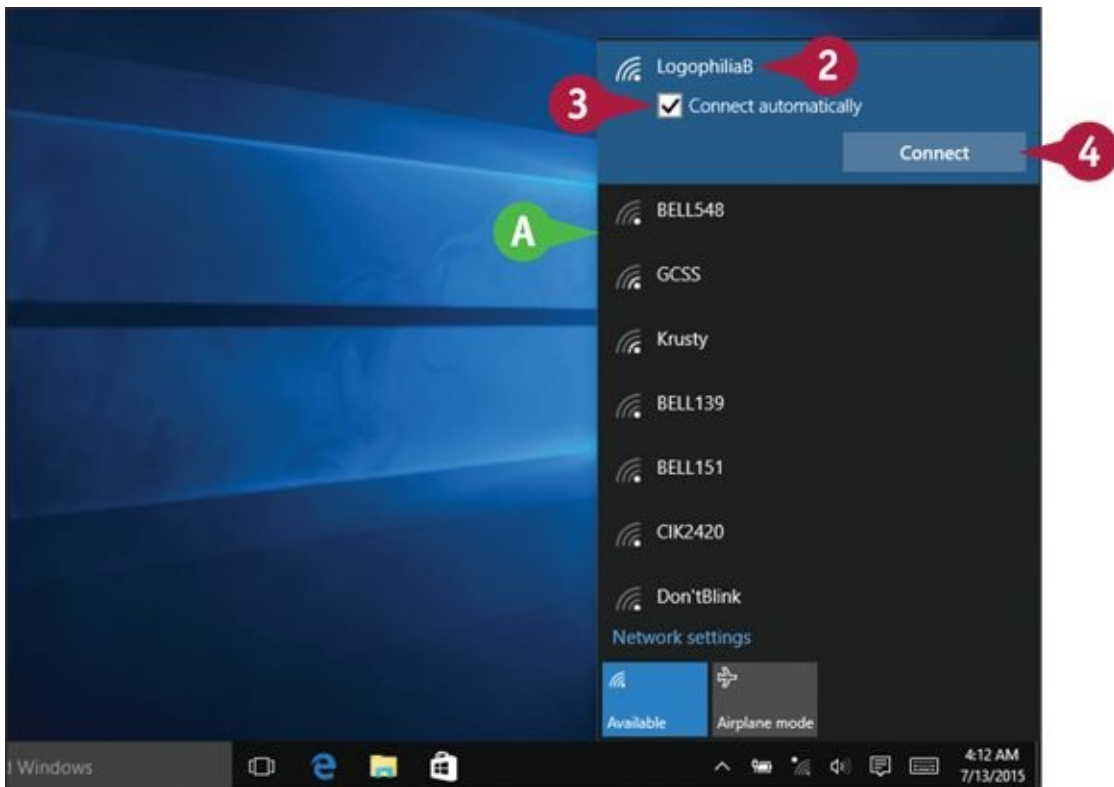 LogophiliaB 2
3 Connect automatically
Connect 4
A BELL548
GCSS
Krusty
BELL139
BELL151
CIK2420
Don'tBlink
Network settings
Available Airplane mode
Windows 4:12 AM
7/13/2015